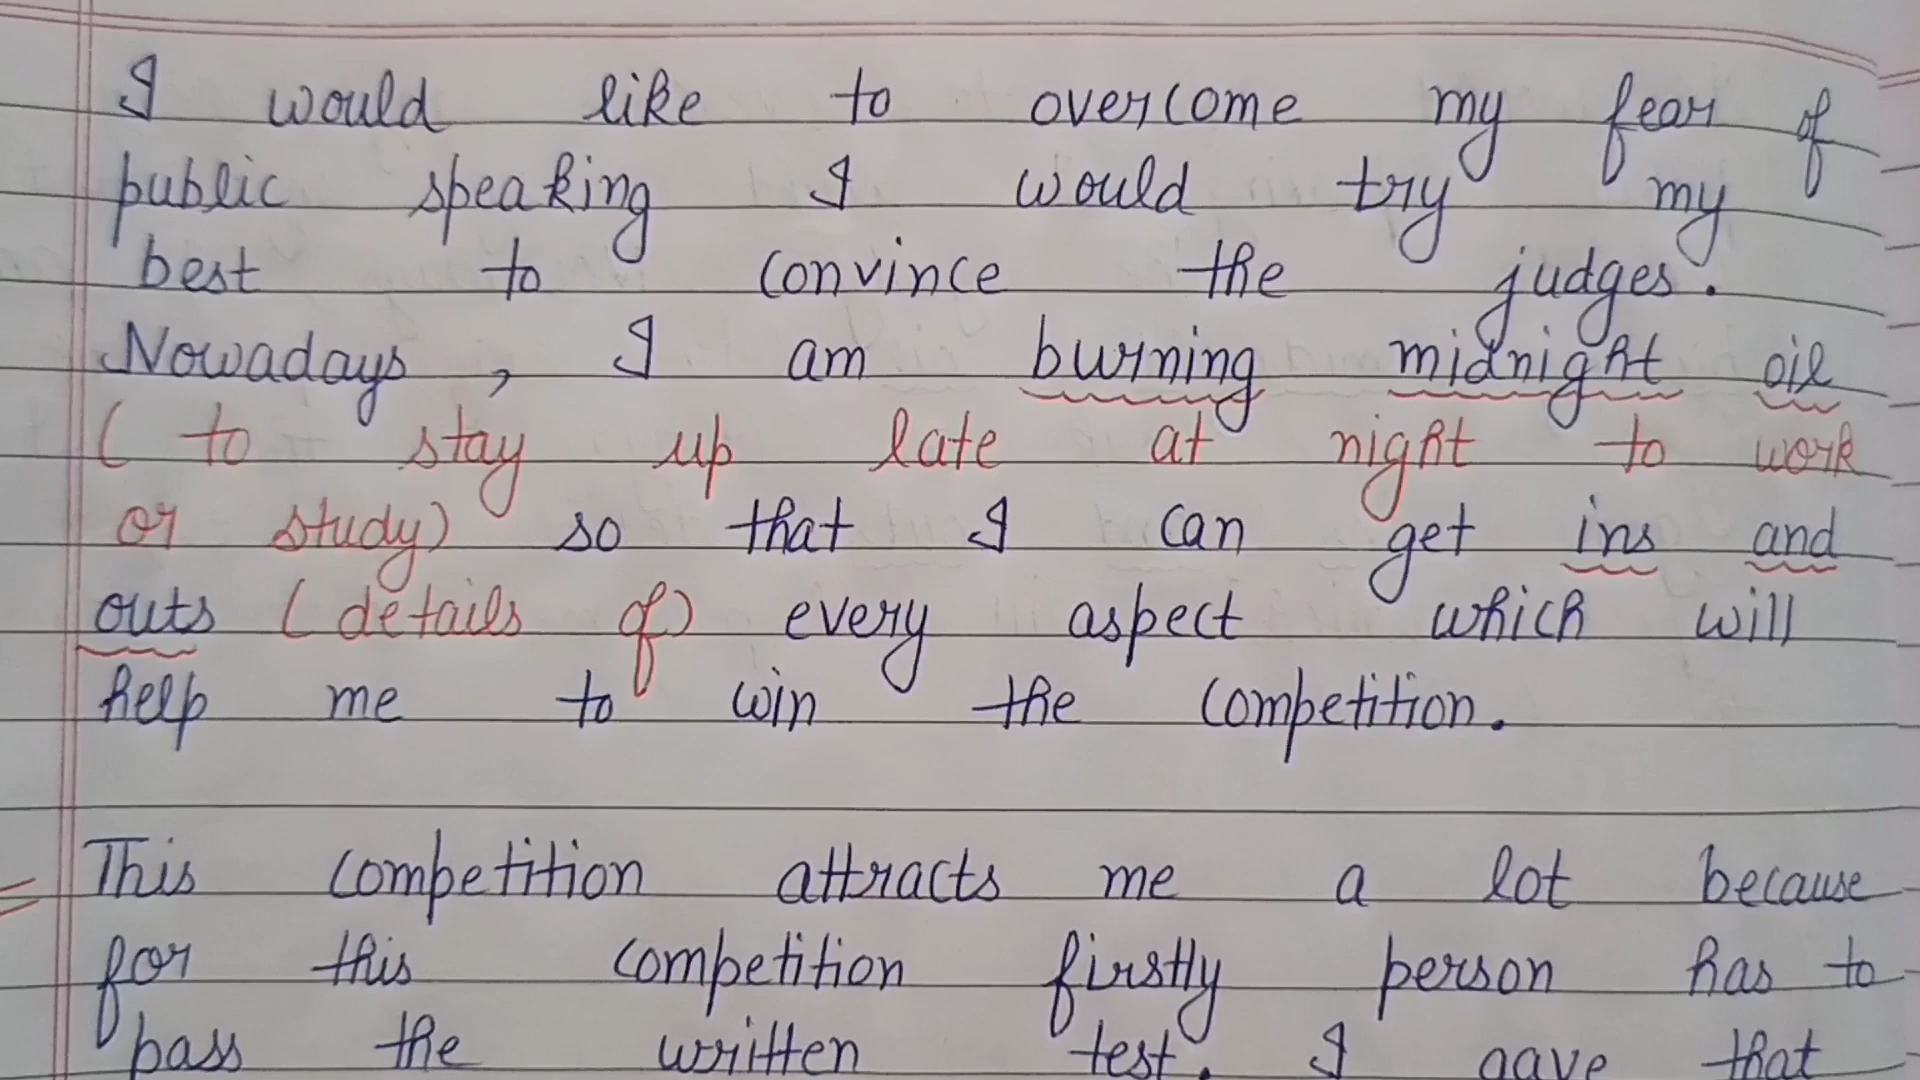 I would like to overcome my fear of
public speaking I would try my
best to convince the judges.
Nowadays, I am burning midnight oil
( to stay up late at night to work
or study) so that I can get ins and
outs ( details of) every aspect which will
help me to win the competition.
This competition attracts me a lot because
for this competition firstly person has to
pass the written test. I gave that